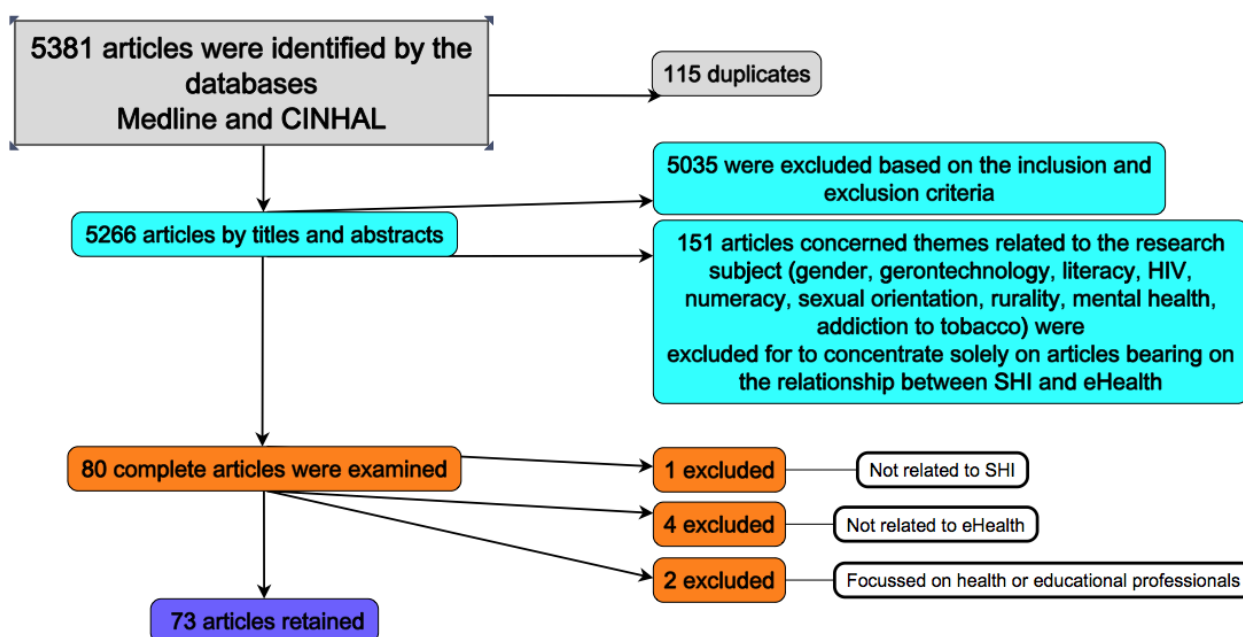 5381 articles were identified by the
databases
Medline and CINHAL
115 duplicates
5035 were excluded based on the inclusion and
exclusion criteria
5266 articles by titles and abstracts
151 articles concerned themes related to the research
subject (gender, gerontechnology, literacy, HIV,
numeracy, sexual orientation, rurality, mental health,
addiction to tobacco) were
excluded for to concentrate solely on articles bearing on
the relationship between SHI and eHealth
80 complete articles were examined
1 excluded
Not related to SHI
4 excluded
Not related to eHealth
2 excluded
Focussed on health or educational professionals
73 articles retained